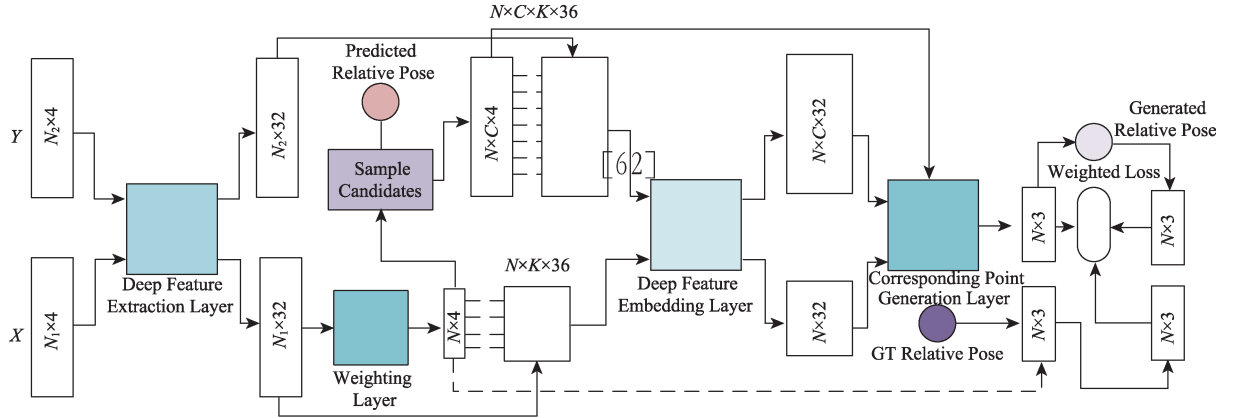 N×C×K×36
Predicted
Relative Pose
Y
N₂×4
N₂×32
Sample
Candidates
N×C×4
[62]
N×C×32
Generated
Relative Pose
Weighted Loss
N×3
N×3
Deep Feature
Extraction Layer
N×K×36
Deep Feature
Embedding Layer
Corresponding Point
Generation Layer
X
N₁×4
N₁×32
Weighting
Layer
N×4
N×32
GT Relative Pose
N×3
N×3